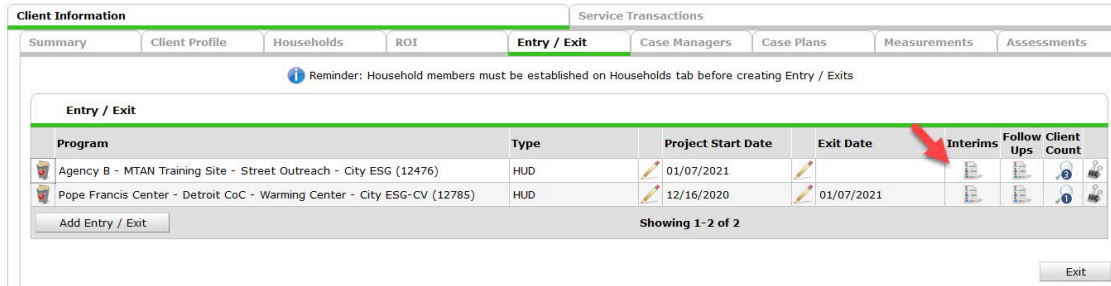 Client Information Service Transactions
Summary Client Profile Households ROI Entry / Exit Case Managers Case Plans Measurements Assessments
Reminder: Household members must be established on Households tab before creating Entry / Exits
Entry / Exit
Program Type Project Start Date Exit Date Interims Follow Ups Client Count
Agency B - MTAN Training Site - Street Outreach - City ESG (12476) HUD 01/07/2021 3
Pope Francis Center - Detroit CoC - Warming Center - City ESG-CV (12785) HUD 12/16/2020 01/07/2021 1
Add Entry / Exit Showing 1-2 of 2
Exit